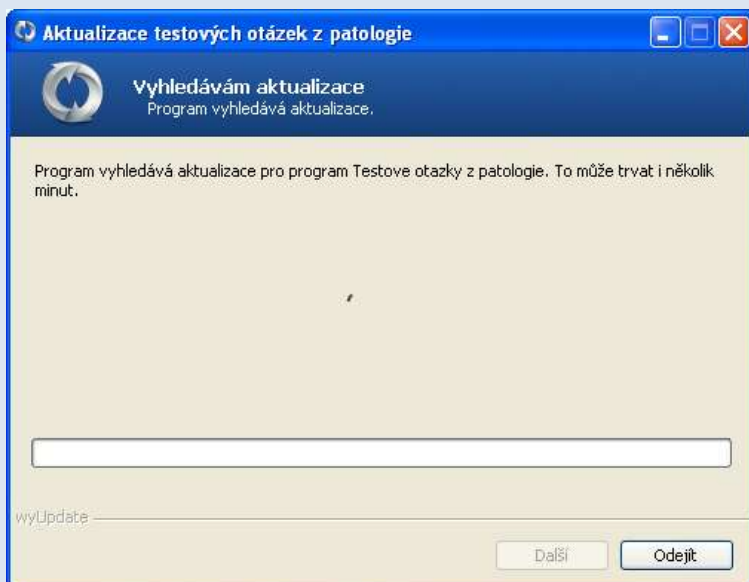 Aktualizace testových otázek z patologie
Vyhledávám aktualizace
Program vyhledává aktualizace.
Program vyhledává aktualizace pro program Testove otazky z patologie. To může trvat i několik
minut.
wyUpdate
Další
Odejít